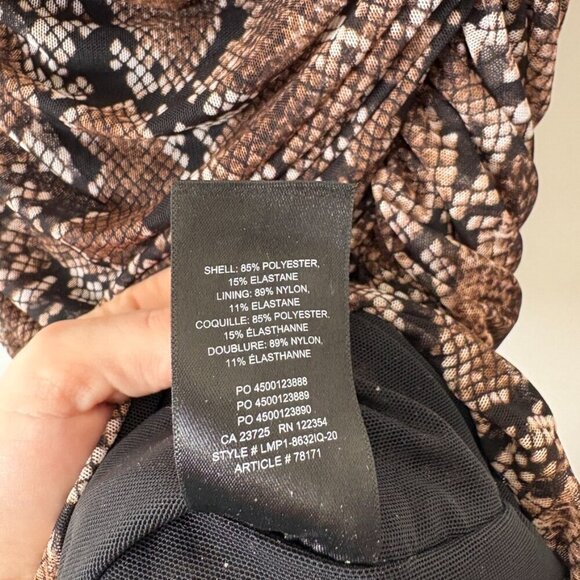 SHELL: 85% POLYESTER,
15% ELASTANE
LINING: 89% NYLON,
11% ELASTANE
COQUILLE: 85% POLYESTER,
15% ÉLASTHANNE
DOUBLURE: 89% NYLON,
11% ÉLASTHANNE
PO 4500123888
PO 4500123889
PO 4500123890
CA 23725 RN 122354
STYLE # LMP1-8632IQ-20
ARTICLE # 78171